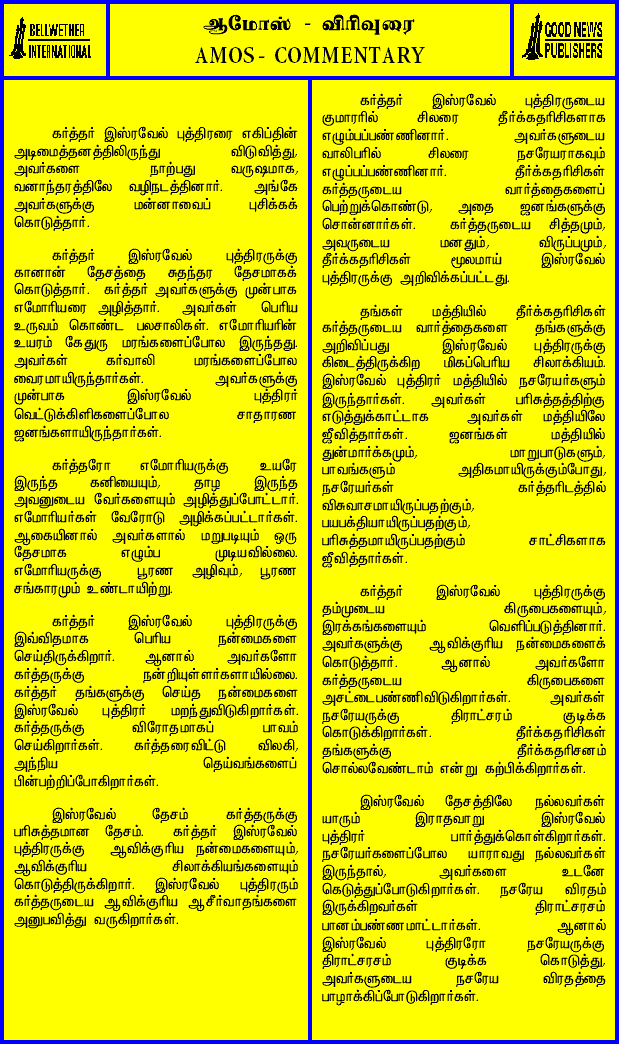 BELLWETHER
INTERNATIONAL
ஆமோஸ் - விரிவுரை
AMOS - COMMENTARY
GOOD NEWS
PUBLISHERS
கர்த்தர் இஸ்ரவேல் புத்திரரை எகிப்தின்
அடிமைத்தனத்திலிருந்து விடுவித்து,
அவர்களை நாற்பது வருஷமாக,
வனாந்தரத்திலே வழிநடத்தினார். அங்கே
அவர்களுக்கு மன்னாவைப் புசிக்கக்
கொடுத்தார்.
கர்த்தர் இஸ்ரவேல் புத்திரருக்கு
கானான் தேசத்தை சுதந்தர தேசமாகக்
கொடுத்தார். கர்த்தர் அவர்களுக்கு முன்பாக
எமோரியரை அழித்தார். அவர்கள் பெரிய
உருவம் கொண்ட பலசாலிகள். எமோரியரின்
உயரம் கேதுரு மரங்களைப்போல இருந்தது.
அவர்கள் கர்வாலி மரங்களைப்போல
வைரமாயிருந்தார்கள். அவர்களுக்கு
முன்பாக இஸ்ரவேல் புத்திரர்
வெட்டுக்கிளிகளைப்போல சாதாரண
ஜனங்களாயிருந்தார்கள்.
கர்த்தரோ எமோரியருக்கு உயரே
இருந்த கனியையும், தாழ இருந்த
அவனுடைய வேர்களையும் அழித்துப்போட்டார்.
எமோரியர்கள் வேரோடு அழிக்கப்பட்டார்கள்.
ஆகையினால் அவர்களால் மறுபடியும் ஒரு
தேசமாக எழும்ப முடியவில்லை.
எமோரியருக்கு பூரண அழிவும், பூரண
சங்காரமும் உண்டாயிற்று.
கர்த்தர் இஸ்ரவேல் புத்திரருக்கு
இவ்விதமாக பெரிய நன்மைகளை
செய்திருக்கிறார். ஆனால் அவர்களோ
கர்த்தருக்கு நன்றியுள்ளர்களாயில்லை.
கர்த்தர் தங்களுக்கு செய்த நன்மைகளை
இஸ்ரவேல் புத்திரர் மறந்துவிடுகிறார்கள்.
கர்த்தருக்கு விரோதமாகப் பாவம்
செய்கிறார்கள். கர்த்தரைவிட்டு விலகி,
அந்நிய தெய்வங்களைப்
பின்பற்றிப்போகிறார்கள்.
இஸ்ரவேல் தேசம் கர்த்தருக்கு
பரிசுத்தமான தேசம். கர்த்தர் இஸ்ரவேல்
புத்திரருக்கு ஆவிக்குரிய நன்மைகளையும்,
ஆவிக்குரிய சிலாக்கியங்களையும்
கொடுத்திருக்கிறார். இஸ்ரவேல் புத்திரரும்
கர்த்தருடைய ஆவிக்குரிய ஆசீர்வாதங்களை
அனுபவித்து வருகிறார்கள்.
கர்த்தர் இஸ்ரவேல் புத்திரருடைய
குமாரரில் சிலரை தீர்க்கதரிசிகளாக
எழும்பப்பண்ணினார். அவர்களுடைய
வாலிபரில் சிலரை நசரேயராகவும்
எழும்பப்பண்ணினார். தீர்க்கதரிசிகள்
கர்த்தருடைய வார்த்தைகளைப்
பெற்றுக்கொண்டு, அதை ஜனங்களுக்கு
சொன்னார்கள். கர்த்தருடைய சித்தமும்,
அவருடைய மனதும், விருப்பமும்,
தீர்க்கதரிசிகள் மூலமாய் இஸ்ரவேல்
புத்திரருக்கு அறிவிக்கப்பட்டது.
தங்கள் மத்தியில் தீர்க்கதரிசிகள்
கர்த்தருடைய வார்த்தைகளை தங்களுக்கு
அறிவிப்பது இஸ்ரவேல் புத்திரருக்கு
கிடைத்திருக்கிற மிகப்பெரிய சிலாக்கியம்.
இஸ்ரவேல் புத்திரர் மத்தியில் நசரேயர்களும்
இருந்தார்கள். அவர்கள் பரிசுத்தத்திற்கு
எடுத்துக்காட்டாக அவர்கள் மத்தியிலே
ஜீவித்தார்கள். ஜனங்கள் மத்தியில்
துன்மார்க்கமும், மாறுபாடுகளும்,
பாவங்களும் அதிகமாயிருக்கும்போது,
நசரேயர்கள் கர்த்தரிடத்தில்
விசுவாசமாயிருப்பதற்கும்,
பயபக்தியாயிருப்பதற்கும்,
பரிசுத்தமாயிருப்பதற்கும் சாட்சிகளாக
ஜீவித்தார்கள்.
கர்த்தர் இஸ்ரவேல் புத்திரருக்கு
தம்முடைய கிருபைகளையும்,
இரக்கங்களையும் வெளிப்படுத்தினார்.
அவர்களுக்கு ஆவிக்குரிய நன்மைகளைக்
கொடுத்தார். ஆனால் அவர்களோ
கர்த்தருடைய கிருபைகளை
அசட்டைபண்ணிவிடுகிறார்கள். அவர்கள்
நசரேயருக்கு திராட்சரம் குடிக்க
கொடுக்கிறார்கள். தீர்க்கதரிசிகள்
தங்களுக்கு தீர்க்கதரிசனம்
சொல்லவேண்டாம் என்று கற்பிக்கிறார்கள்.
இஸ்ரவேல் தேசத்திலே நல்லவர்கள்
யாரும் இராதவாறு இஸ்ரவேல்
புத்திரர் பார்த்துக்கொள்கிறார்கள்.
நசரேயர்களைப்போல யாராவது நல்லவர்கள்
இருந்தால், அவர்களை உடனே
கெடுத்துப்போடுகிறார்கள். நசரேய விரதம்
இருக்கிறவர்கள் திராட்சரசம்
பானம்பண்ணமாட்டார்கள். ஆனால்
இஸ்ரவேல் புத்திரரோ நசரேயருக்கு
திராட்சரசம் குடிக்க கொடுத்து,
அவர்களுடைய நசரேய விரதத்தை
பாழாக்கிப்போடுகிறார்கள்.